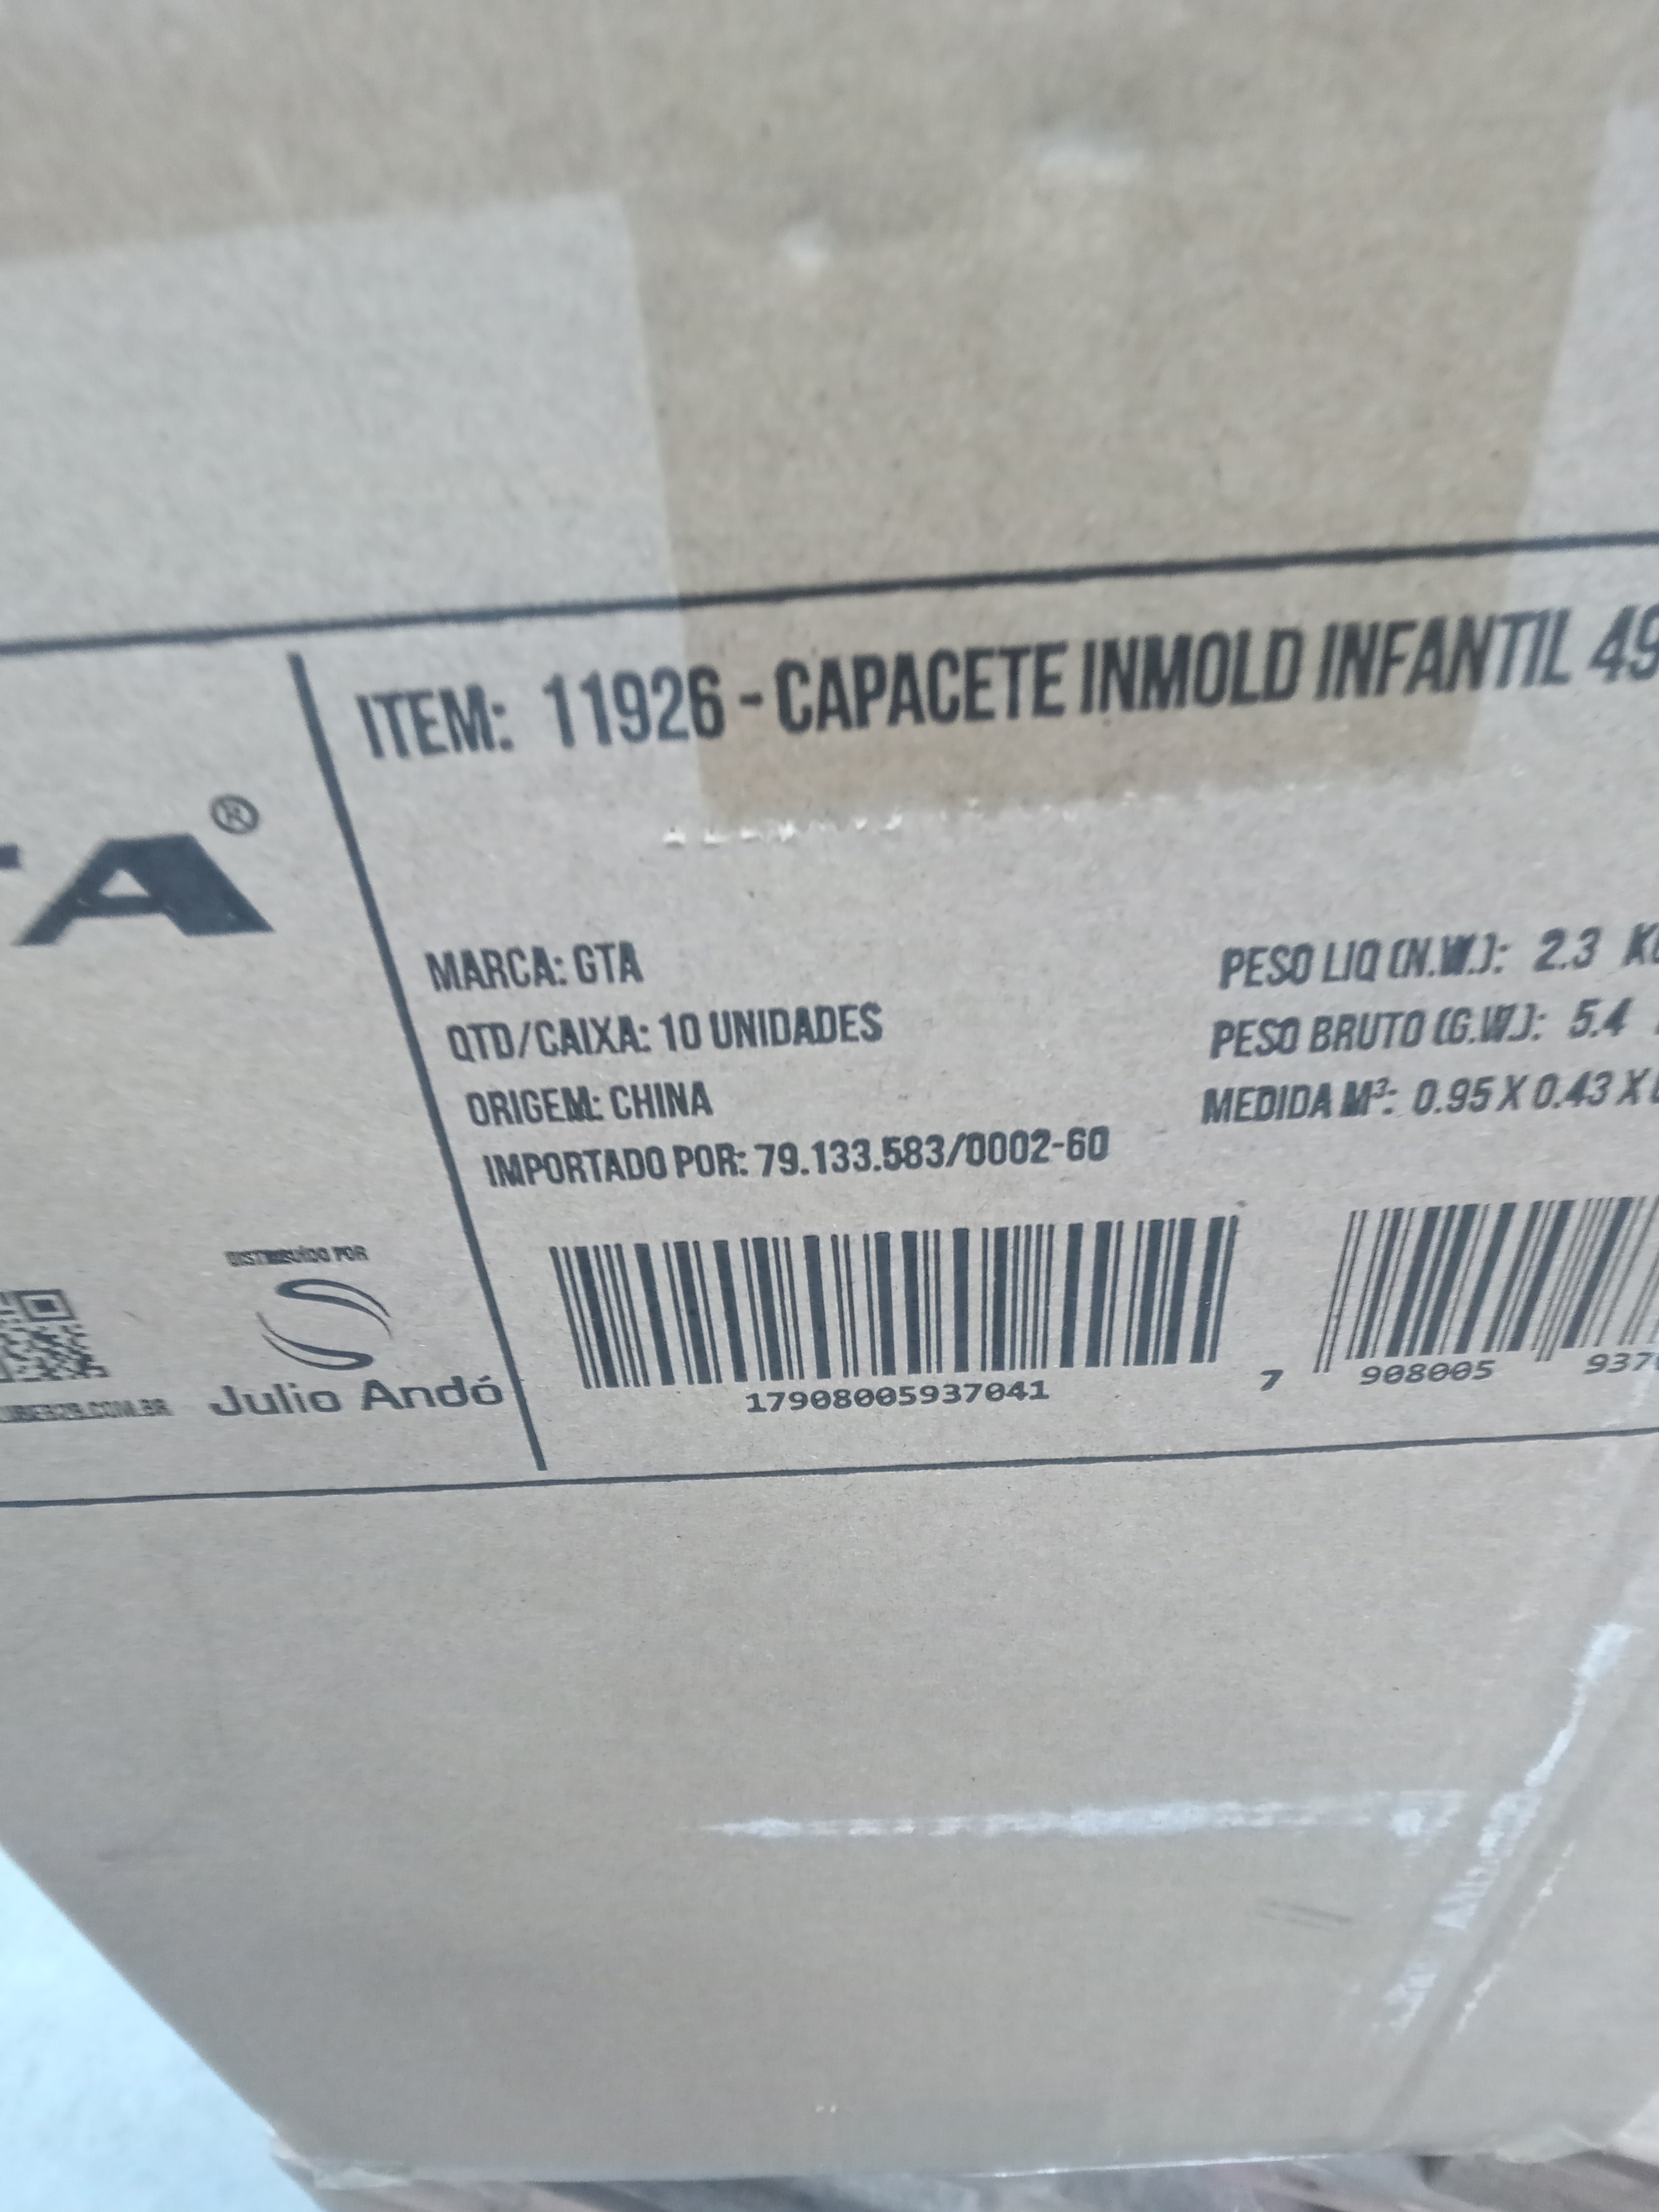 ITEM: 11926 - CAPACETE INMOLD INFANTIL 49
TA®
MARCA: GTA
QTD/CAIXA: 10 UNIDADES
ORIGEM: CHINA
IMPORTADO POR: 79.133.583/0002-60
PESO LIQ (N.W.): 2.3
PESO BRUTO (G.W.): 5.4
MEDIDA M³: 0.95 X 0.43 X
DISTRIBUÍDO POR
Julio Andó
17908005937041
7 908005 937